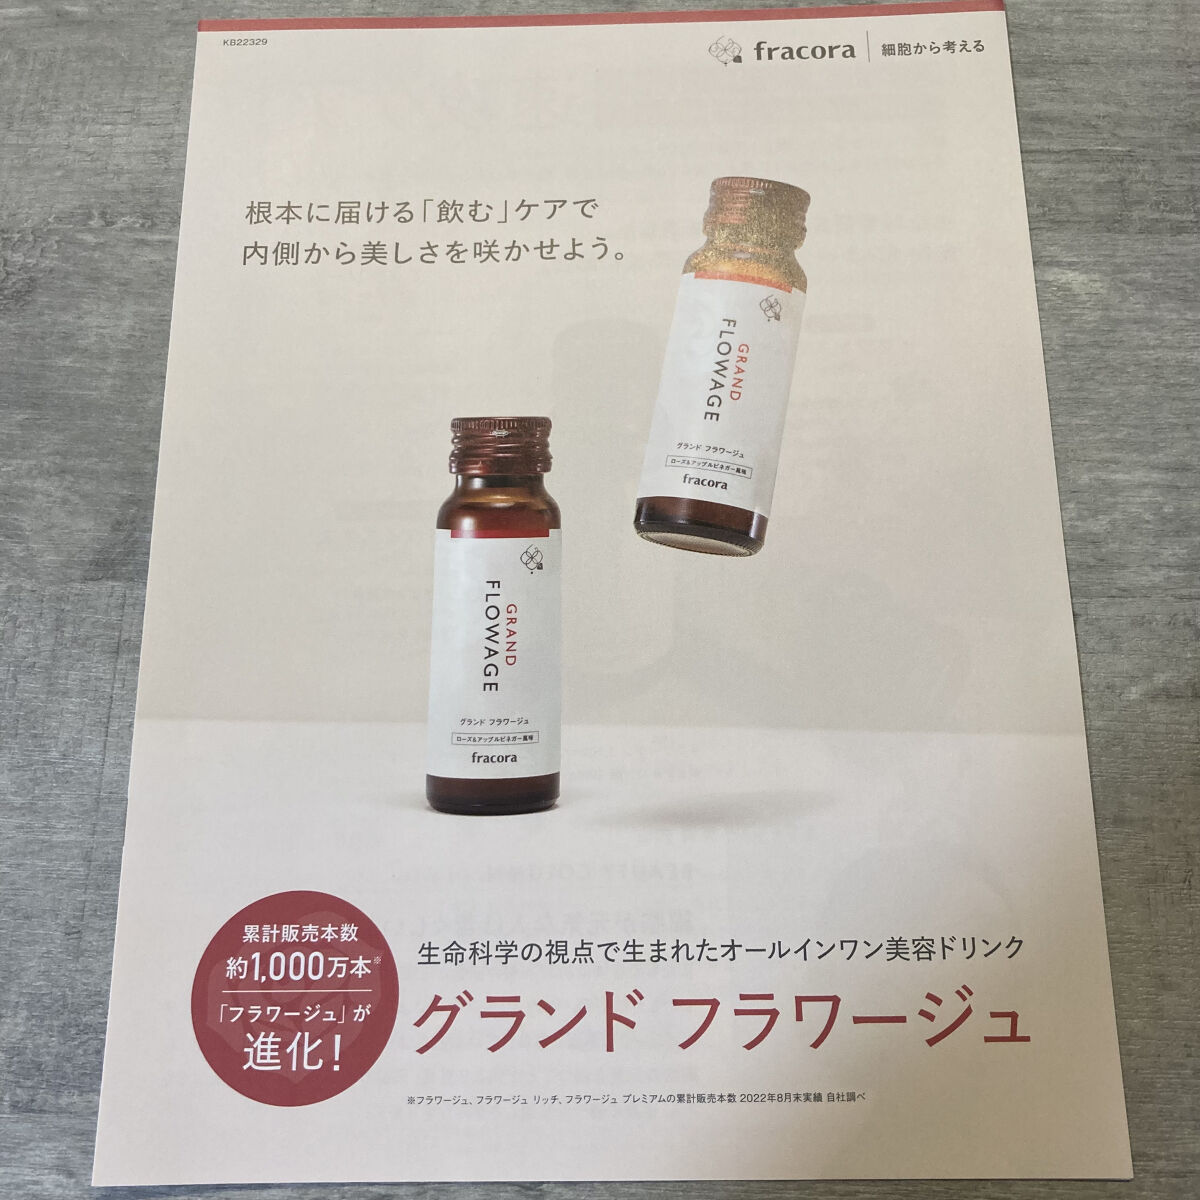 KB22329
fracora 細胞から考える
根本に届ける「飲む」ケアで
内側から美しさを咲かせよう。
GRAND
FLOWAGE
グランド フラワージュ
ローズ&アップルビネガー風味
fracora
GRAND
FLOWAGE
グランド フラワージュ
ローズ&アップルビネガー風味
fracora
累計販売本数
約1,000万本※
「フラワージュ」が
進化!
生命科学の視点で生まれたオールインワン美容ドリンク
グランド フラワージュ
※フラワージュ、フラワージュ リッチ、フラワージュ プレミアムの累計販売本数 2022年8月末実績 自社調べ